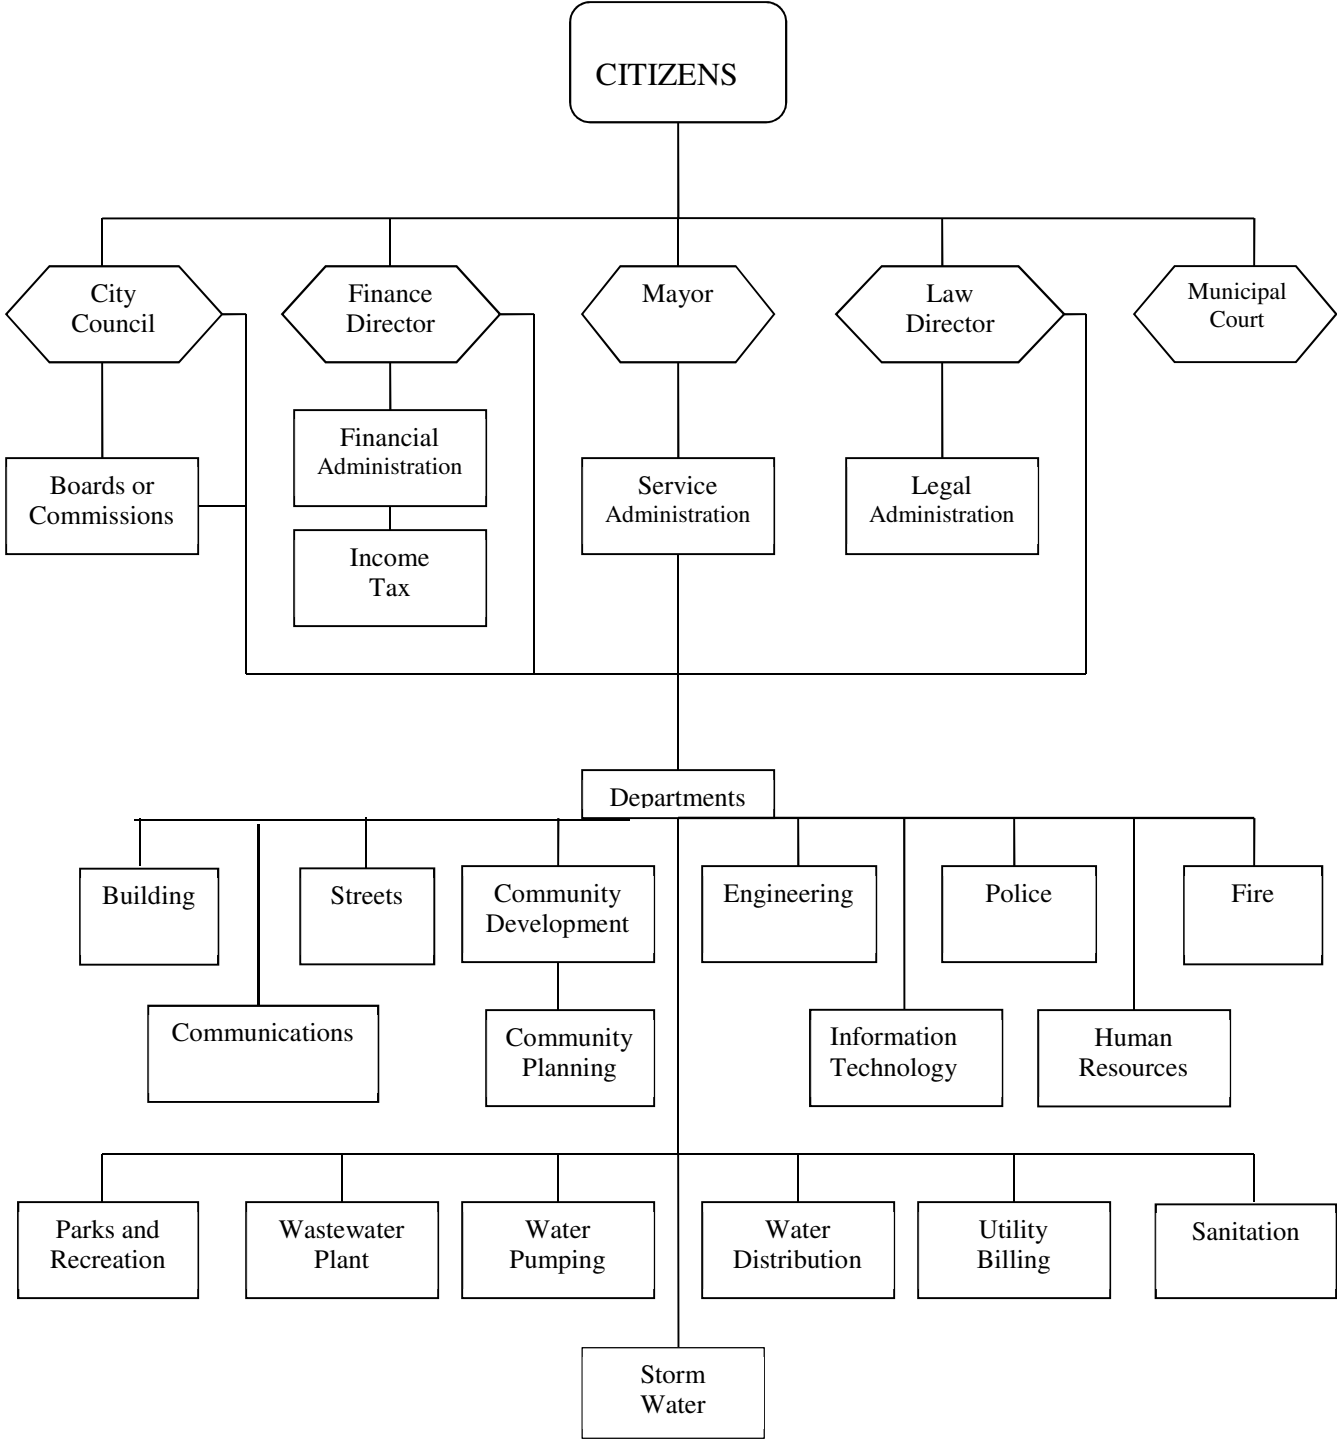 CITIZENS
City
Council
Finance
Director
Mayor
Law
Director
Municipal
Court
Financial
Administration
Boards or
Commissions
Service
Administration
Legal
Administration
Income
Tax
Departments
Building
Streets
Community
Development
Engineering
Police
Fire
Communications
Community
Planning
Information
Technology
Human
Resources
Parks and
Recreation
Wastewater
Plant
Water
Pumping
Water
Distribution
Utility
Billing
Sanitation
Storm
Water